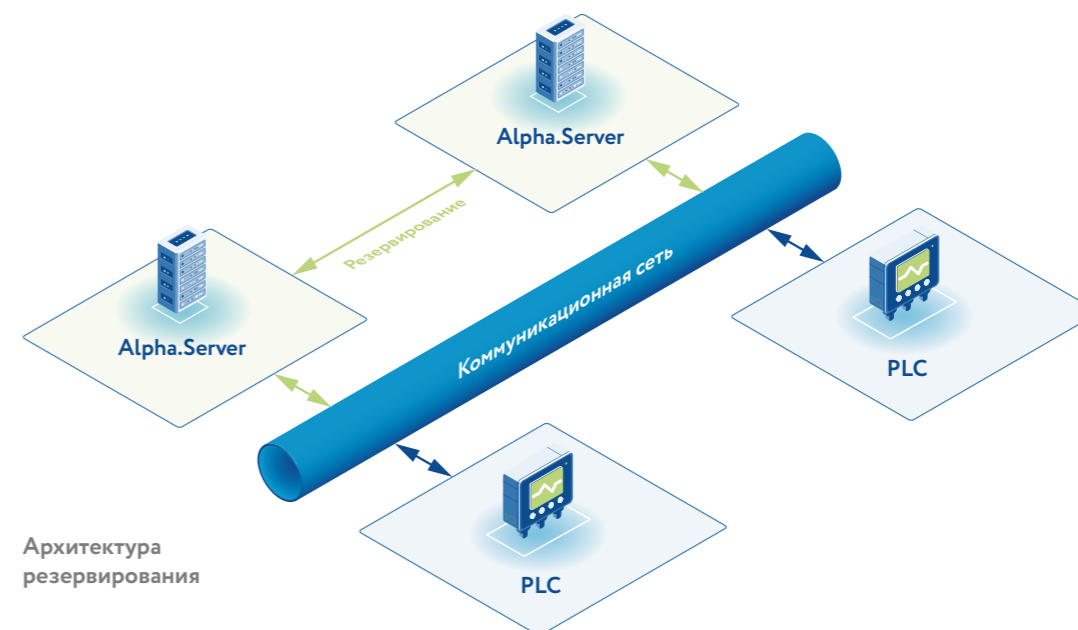 Alpha.Server
Резервирование
Alpha.Server
Коммуникационная сеть
PLC
PLC
Архитектура
резервирования